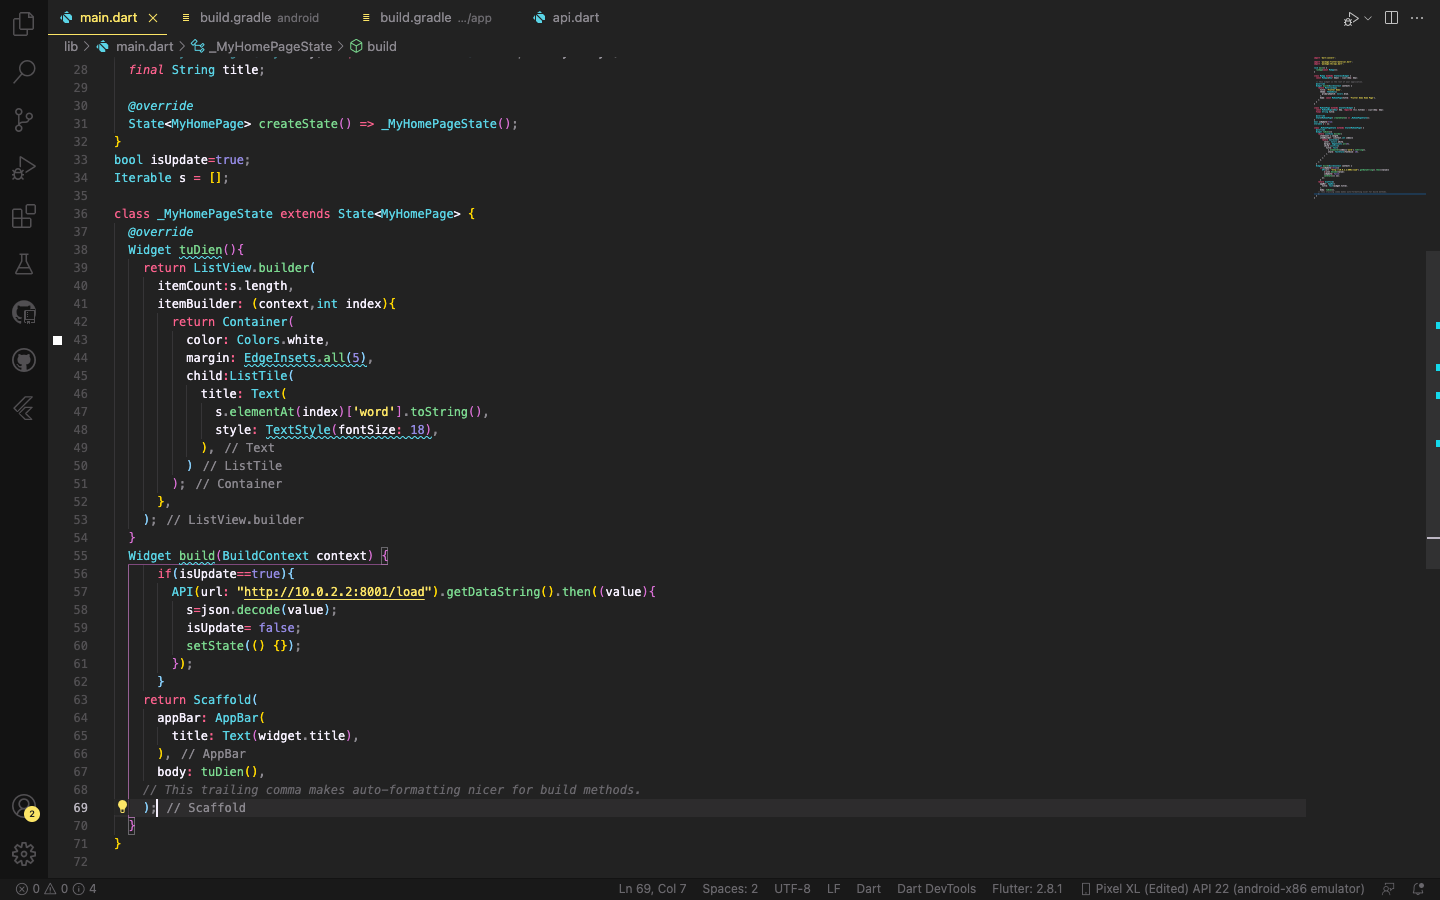 main.dart
build.gradle android
build.gradle .../app
api.dart
lib > main.dart > _MyHomePageState > build
28 final String title;
29
30 @override
31 State<MyHomePage> createState() => _MyHomePageState();
32 }
33 bool isUpdate=true;
34 Iterable s = [];
35
36 class _MyHomePageState extends State<MyHomePage> {
37 @override
38 Widget tuDien(){
39 return ListView.builder(
40 itemCount:s.length,
41 itemBuilder: (context,int index){
42 return Container(
43 color: Colors.white,
44 margin: EdgeInsets.all(5),
45 child:ListTile(
46 title: Text(
47 s.elementAt(index)['word'].toString(),
48 style: TextStyle(fontSize: 18),
49 ), // Text
50 ) // ListTile
51 ); // Container
52 },
53 ); // ListView.builder
54 }
55 Widget build(BuildContext context) {
56 if(isUpdate==true){
57 API(url: "http://10.0.2.2:8001/load").getDataString().then((value){
58 s=json.decode(value);
59 isUpdate= false;
60 setState(() {});
61 });
62 }
63 return Scaffold(
64 appBar: AppBar(
65 title: Text(widget.title),
66 ), // AppBar
67 body: tuDien(),
68 // This trailing comma makes auto-formatting nicer for build methods.
69 ); // Scaffold
70 }
71 }
72
2
0 0 4
Ln 69, Col 7
Spaces: 2
UTF-8
LF
Dart
Dart DevTools
Flutter: 2.8.1
Pixel XL (Edited) API 22 (android-x86 emulator)